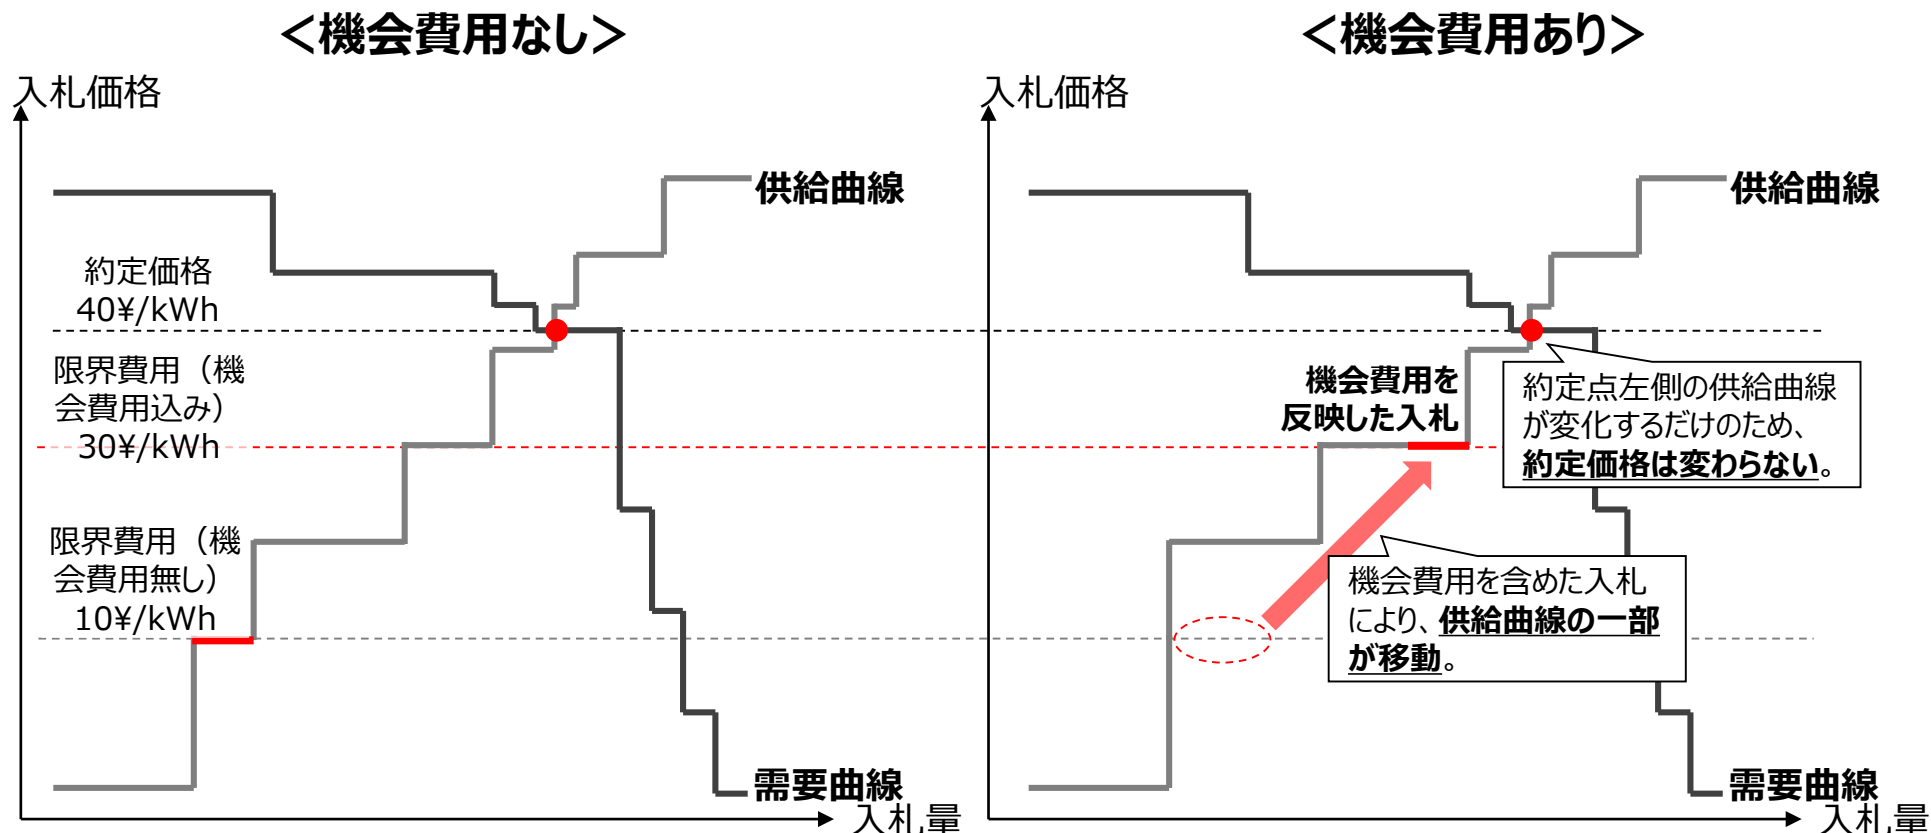 ＜機会費用なし＞
入札価格
供給曲線
約定価格
40¥/kWh
限界費用（機
会費用込み）
30¥/kWh
限界費用（機
会費用無し）
10¥/kWh
需要曲線
入札量
＜機会費用あり＞
入札価格
供給曲線
機会費用を
反映した入札
約定点左側の供給曲線
が変化するだけのため、
約定価格は変わらない。
機会費用を含めた入札
により、供給曲線の一部
が移動。
需要曲線
入札量